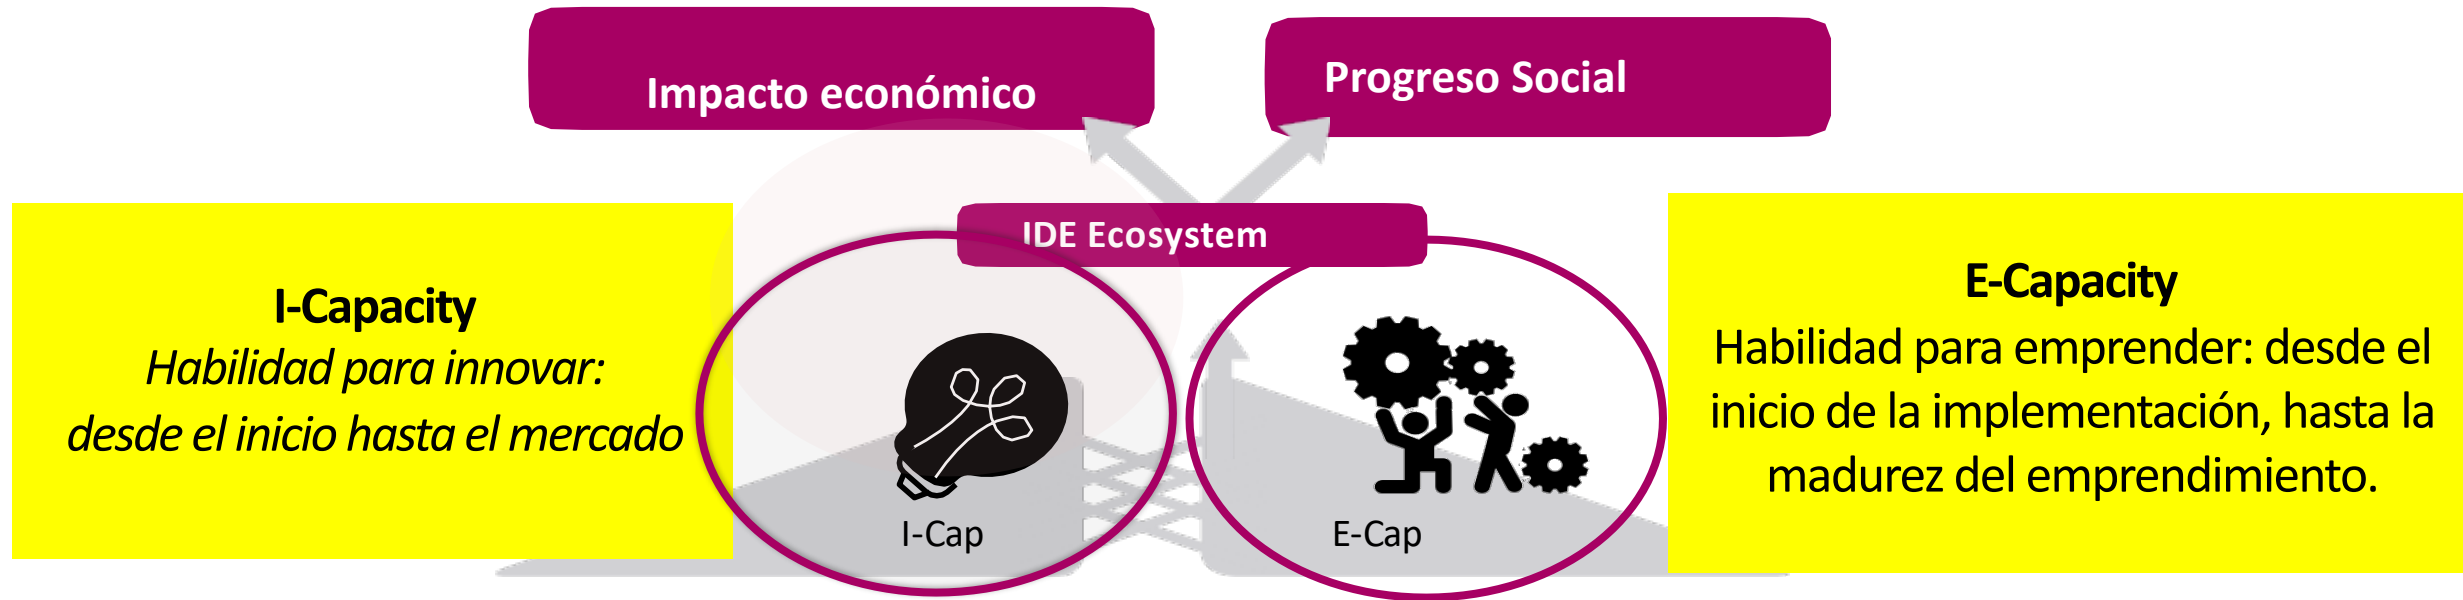 Impacto económico
Progreso Social
IDE Ecosystem
I-Capacity
Habilidad para innovar:
desde el inicio hasta el mercado
I-Cap
E-Cap
E-Capacity
Habilidad para emprender: desde el
inicio de la implementación, hasta la
madurez del emprendimiento.